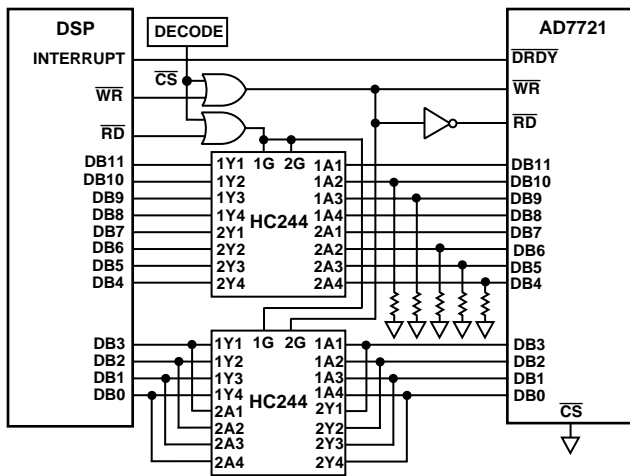 DSP
DECODE
AD7721
INTERRUPT
DRDY
CS
WR
WR
RD
RD
1G 2G
DB11 1Y1 1A1 DB11
DB10 1Y2 1A2 DB10
DB9 1Y3 1A3 DB9
DB8 1Y4 1A4 DB8
HC244
DB7 2Y1 2A1 DB7
DB6 2Y2 2A2 DB6
DB5 2Y3 2A3 DB5
DB4 2Y4 2A4 DB4
1G 2G
DB3 1Y1 1A1 DB3
DB2 1Y2 1A2 DB2
DB1 1Y3 1A3 DB1
DB0 1Y4 1A4 DB0
HC244
2A1 2Y1
2A2 2Y2
2A3 2Y3
2A4 2Y4
CS